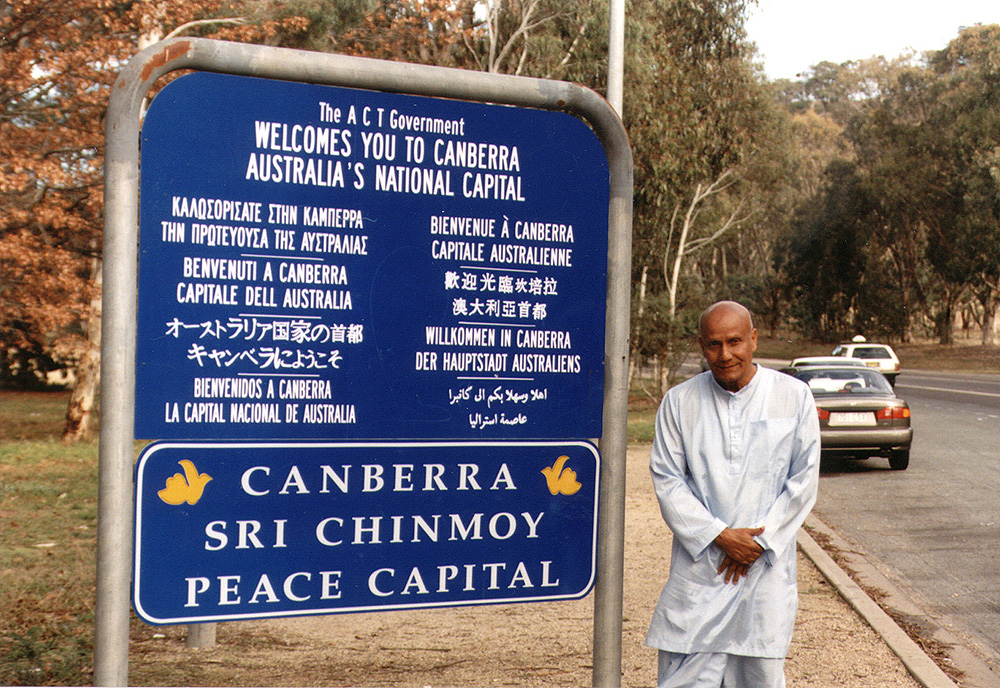 The A C T Government
WELCOMES YOU TO CANBERRA
AUSTRALIA'S NATIONAL CAPITAL
ΚΑΛΩΣΟΡΙΣΑΤΕ ΣΤΗΝ ΚΑΜΠΕΡΡΑ
ΤΗΝ ΠΡΩΤΕΥΟΥΣΑ ΤΗΣ ΑΥΣΤΡΑΛΙΑΣ
BENVENUTI A CANBERRA
CAPITALE DELL AUSTRALIA
オーストラリア国家の首都
キャンベラにようこそ
BIENVENIDOS A CANBERRA
LA CAPITAL NACIONAL DE AUSTRALIA
BIENVENUE À CANBERRA
CAPITALE AUSTRALIENNE
歡迎光臨坎培拉
澳大利亞首都
WILLKOMMEN IN CANBERRA
DER HAUPTSTADT AUSTRALIENS
اهلا وسهلا بكم الى كانبرا
عاصمة استراليا
CANBERRA
SRI CHINMOY
PEACE CAPITAL